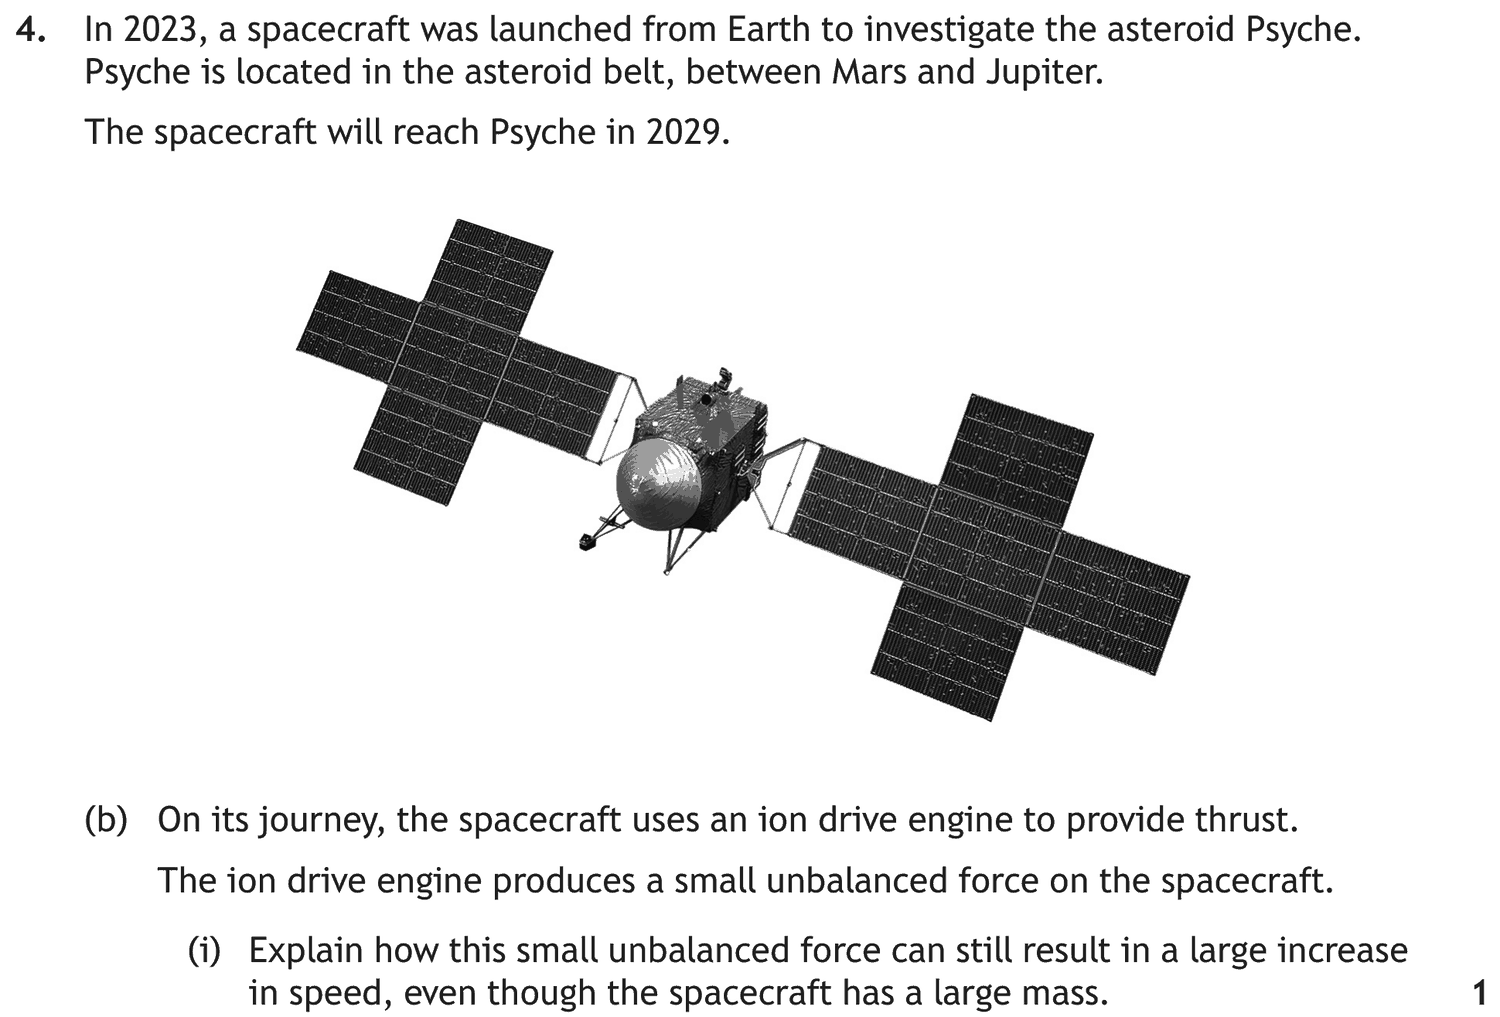 4. In 2023, a spacecraft was launched from Earth to investigate the asteroid Psyche.
Psyche is located in the asteroid belt, between Mars and Jupiter.
The spacecraft will reach Psyche in 2029.
(b) On its journey, the spacecraft uses an ion drive engine to provide thrust.
The ion drive engine produces a small unbalanced force on the spacecraft.
(i) Explain how this small unbalanced force can still result in a large increase
in speed, even though the spacecraft has a large mass. 1